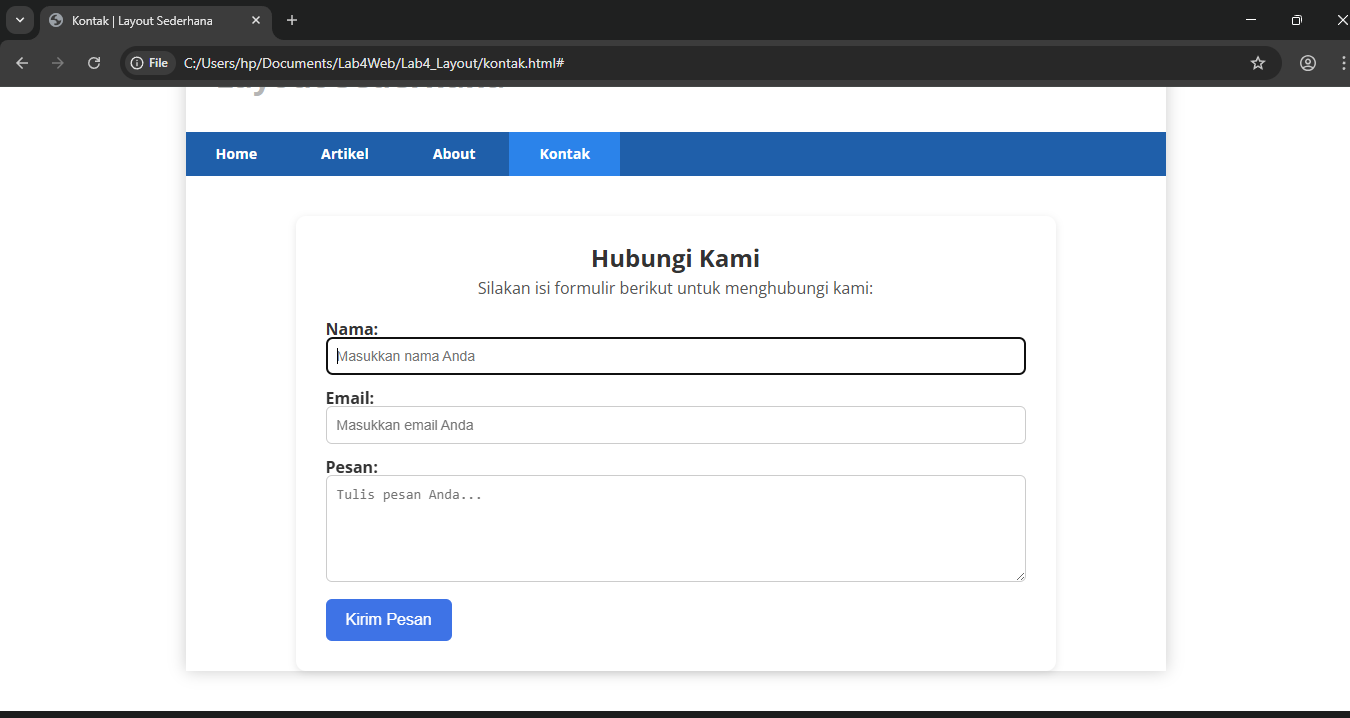 Kontak | Layout Sederhana
File
C:/Users/hp/Documents/Lab4Web/Lab4_Layout/kontak.html#
Layout Sederhana
Home
Artikel
About
Kontak
Hubungi Kami
Silakan isi formulir berikut untuk menghubungi kami:
Nama:
Masukkan nama Anda
Email:
Masukkan email Anda
Pesan:
Tulis pesan Anda...
Kirim Pesan